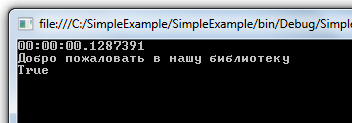 file:///C:/SimpleExample/SimpleExample/bin/Debug/Simple
00:00:00.1287391
Добро пожаловать в нашу библиотеку
True